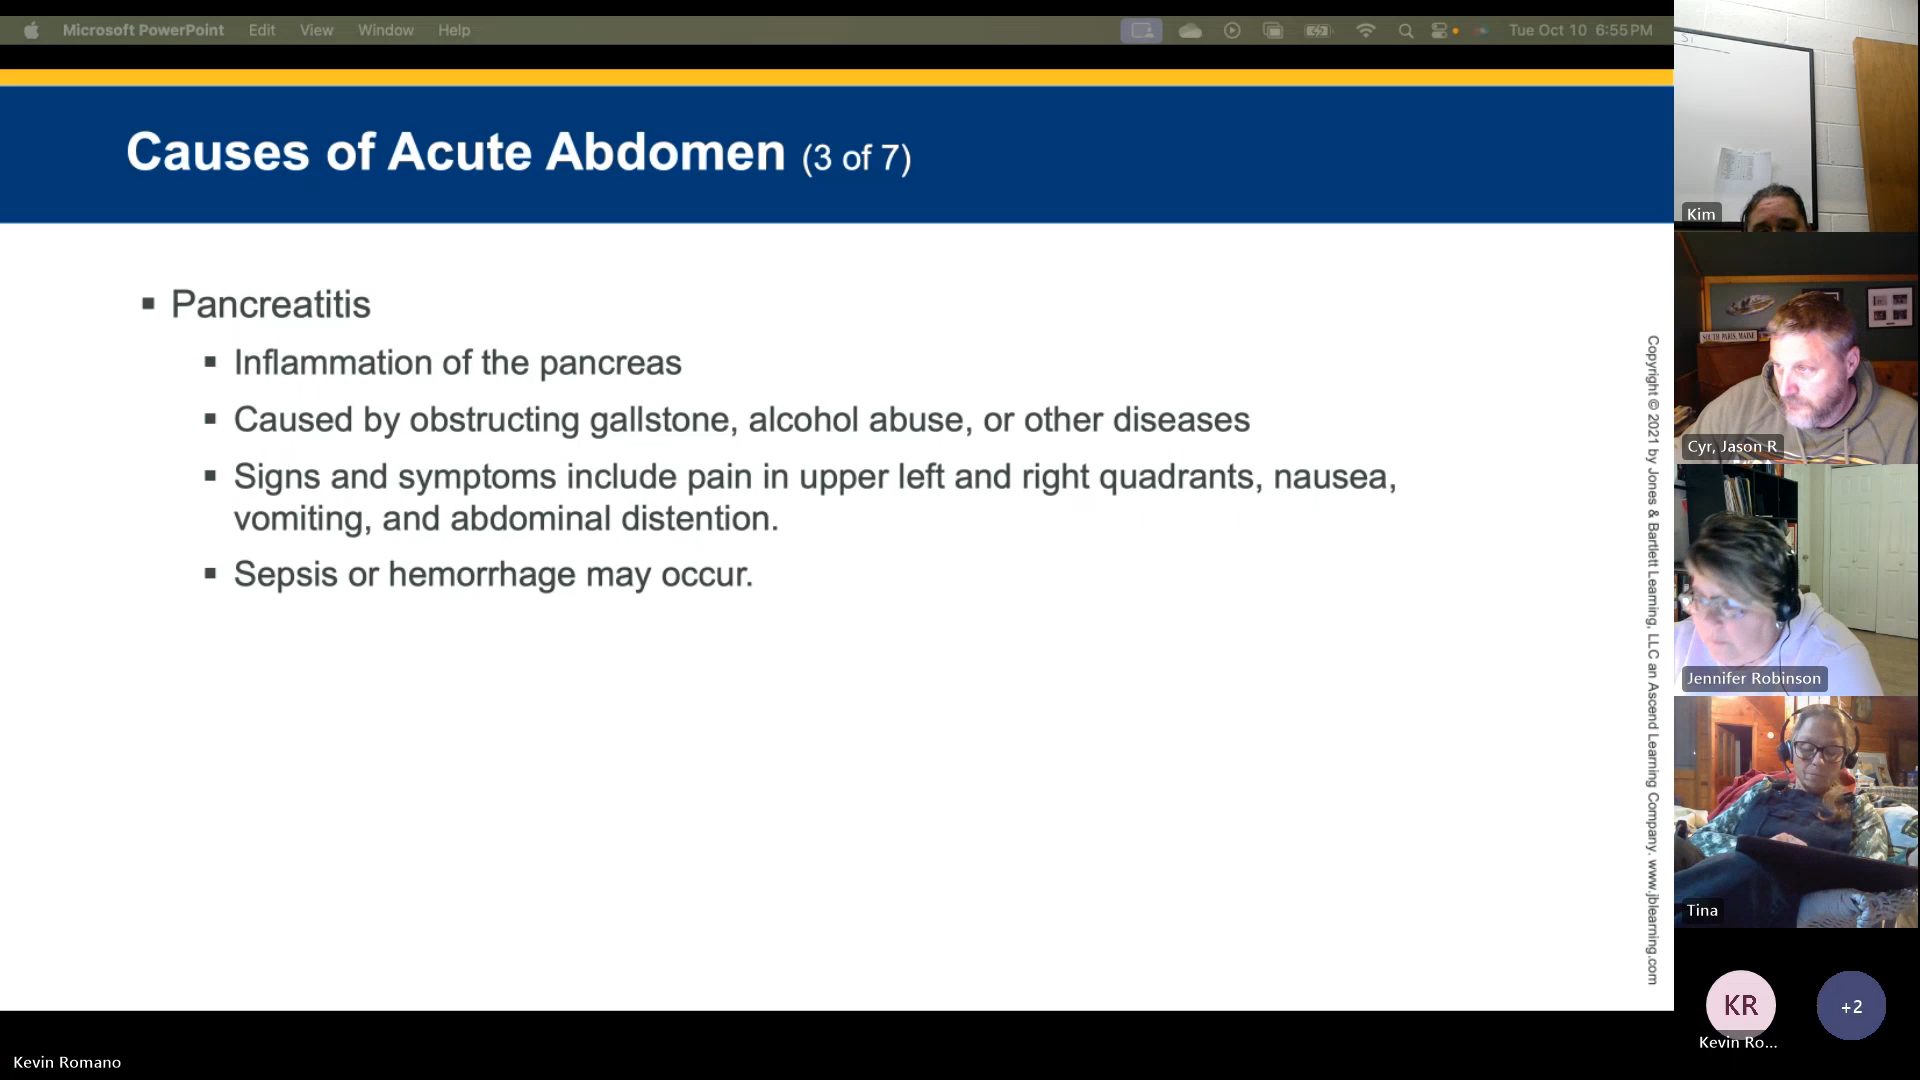 Microsoft PowerPoint Edit View Window Help Tue Oct 10 6:55PM
Causes of Acute Abdomen (3 of 7)
▪ Pancreatitis
▪ Inflammation of the pancreas
▪ Caused by obstructing gallstone, alcohol abuse, or other diseases
▪ Signs and symptoms include pain in upper left and right quadrants, nausea,
vomiting, and abdominal distention.
▪ Sepsis or hemorrhage may occur.
Copyright © 2021 by Jones & Bartlett Learning, LLC an Ascend Learning Company. www.jblearning.com
Kim
SOUTH PARIS, MAINE
Cyr, Jason R
Jennifer Robinson
Tina
KR
+2
Kevin Ro...
Kevin Romano